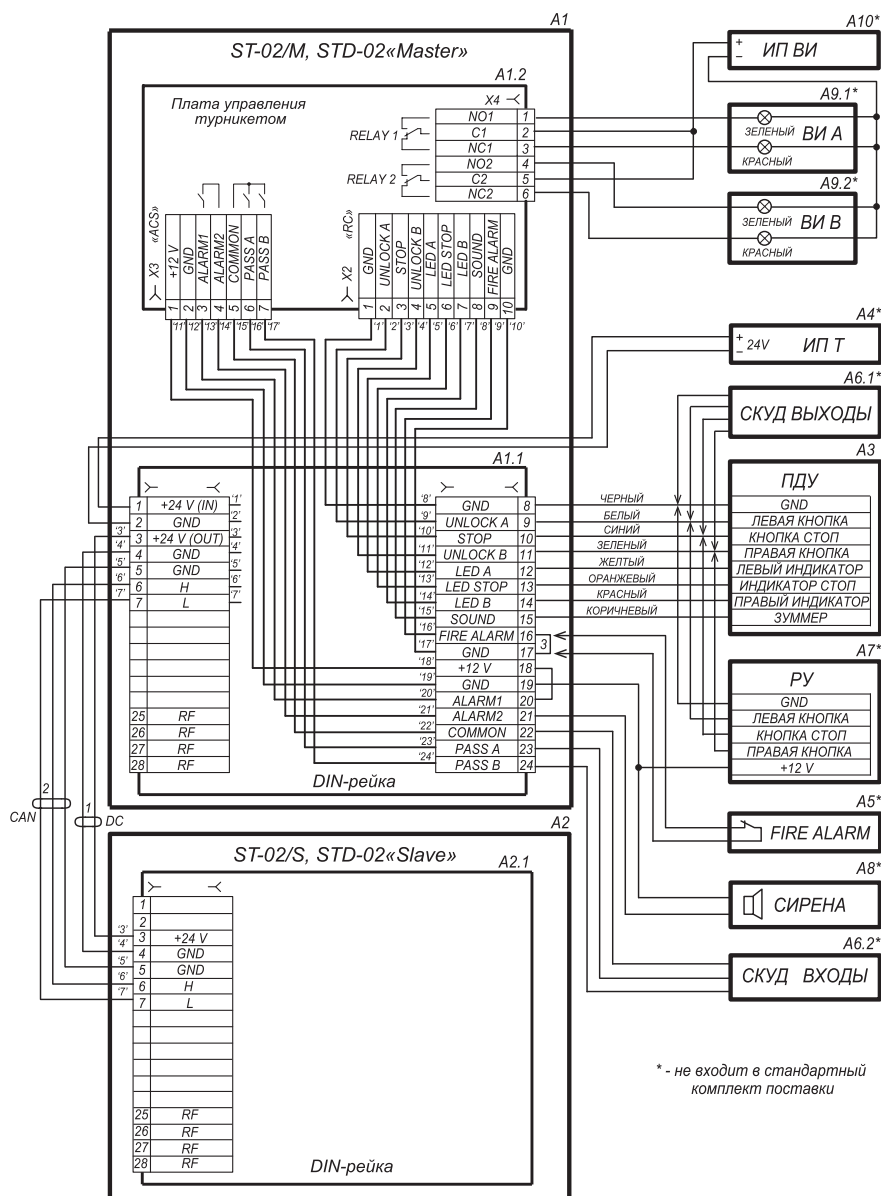 A1
ST-02/M, STD-02«Master»
A1.2
Плата управления
турникетом
X4
RELAY 1
NO1 1
C1 2
NC1 3
RELAY 2
NO2 4
C2 5
NC2 6
X3 «ACS»
+12 V
GND
ALARM1
ALARM2
COMMON
PASS A
PASS B
1 2 3 4 5 6 7
'11' '12' '13' '14' '15' '16' '17'
X2 «RC»
GND
UNLOCK A
STOP
UNLOCK B
LED A
LED STOP
LED B
SOUND
FIRE ALARM
GND
1 2 3 4 5 6 7 8 9 10
'1' '2' '3' '4' '5' '6' '7' '8' '9' '10'
A1.1
1 +24 V (IN) '1'
2 GND '2'
'3' 3 +24 V (OUT) '3'
'4' 4 GND '4'
'5' 5 GND '5'
'6' 6 H '6'
'7' 7 L '7'
25 RF
26 RF
27 RF
28 RF
'8' GND 8
'9' UNLOCK A 9
'10' STOP 10
'11' UNLOCK B 11
'12' LED A 12
'13' LED STOP 13
'14' LED B 14
'15' SOUND 15
'16' FIRE ALARM 16
'17' GND 17
3
'18' +12 V 18
'19' GND 19
'20' ALARM1 20
'21' ALARM2 21
'22' COMMON 22
'23' PASS A 23
'24' PASS B 24
DIN-рейка
2
CAN
1
DC
A2
ST-02/S, STD-02«Slave»
A2.1
1
2
'3' 3 +24 V
'4' 4 GND
'5' 5 GND
'6' 6 H
'7' 7 L
25 RF
26 RF
27 RF
28 RF
DIN-рейка
A10*
+
–
ИП ВИ
A9.1*
ЗЕЛЕНЫЙ
ВИ А
КРАСНЫЙ
A9.2*
ЗЕЛЕНЫЙ
ВИ В
КРАСНЫЙ
A4*
+
– 24V
ИП Т
A6.1*
СКУД ВЫХОДЫ
A3
ПДУ
ЧЕРНЫЙ GND
БЕЛЫЙ ЛЕВАЯ КНОПКА
СИНИЙ КНОПКА СТОП
ЗЕЛЕНЫЙ ПРАВАЯ КНОПКА
ЖЕЛТЫЙ ЛЕВЫЙ ИНДИКАТОР
ОРАНЖЕВЫЙ ИНДИКАТОР СТОП
КРАСНЫЙ ПРАВЫЙ ИНДИКАТОР
КОРИЧНЕВЫЙ ЗУММЕР
A7*
РУ
GND
ЛЕВАЯ КНОПКА
КНОПКА СТОП
ПРАВАЯ КНОПКА
+12 V
A5*
FIRE ALARM
A8*
СИРЕНА
A6.2*
СКУД ВХОДЫ
* - не входит в стандартный
комплект поставки